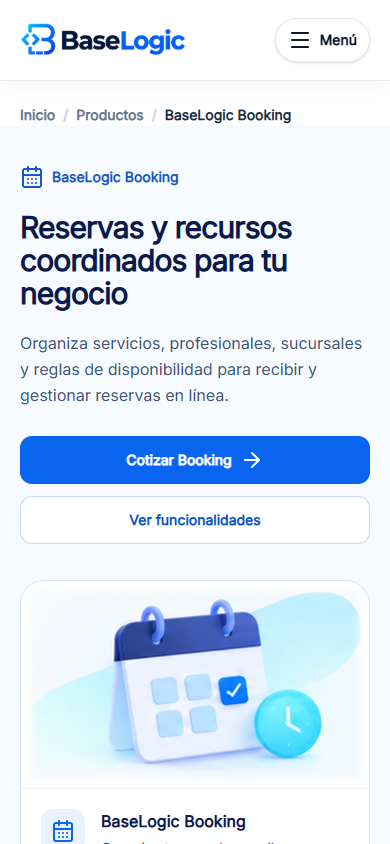 BaseLogic
Menú
Inicio / Productos / BaseLogic Booking
BaseLogic Booking
Reservas y recursos
coordinados para tu
negocio
Organiza servicios, profesionales, sucursales
y reglas de disponibilidad para recibir y
gestionar reservas en línea.
Cotizar Booking
Ver funcionalidades
BaseLogic Booking